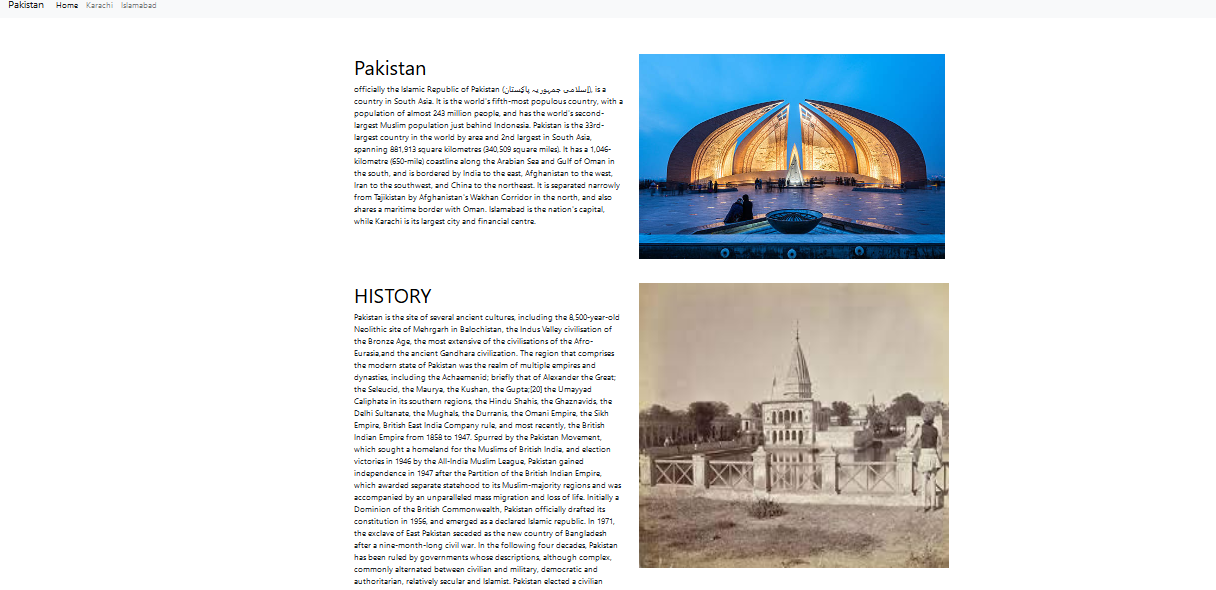 Pakistan Home Karachi Islamabad
Pakistan
officially the Islamic Republic of Pakistan (اِسلامی جمہوریہ پاکِستان), is a
country in South Asia. It is the world's fifth-most populous country, with a
population of almost 243 million people, and has the world's second-
largest Muslim population just behind Indonesia. Pakistan is the 33rd-
largest country in the world by area and 2nd largest in South Asia,
spanning 881,913 square kilometres (340,509 square miles). It has a 1,046-
kilometre (650-mile) coastline along the Arabian Sea and Gulf of Oman in
the south, and is bordered by India to the east, Afghanistan to the west,
Iran to the southwest, and China to the northeast. It is separated narrowly
from Tajikistan by Afghanistan's Wakhan Corridor in the north, and also
shares a maritime border with Oman. Islamabad is the nation's capital,
while Karachi is its largest city and financial centre.
HISTORY
Pakistan is the site of several ancient cultures, including the 8,500-year-old
Neolithic site of Mehrgarh in Balochistan, the Indus Valley civilisation of
the Bronze Age, the most extensive of the civilisations of the Afro-
Eurasia,and the ancient Gandhara civilization. The region that comprises
the modern state of Pakistan was the realm of multiple empires and
dynasties, including the Achaemenid; briefly that of Alexander the Great;
the Seleucid, the Maurya, the Kushan, the Gupta;[20] the Umayyad
Caliphate in its southern regions, the Hindu Shahis, the Ghaznavids, the
Delhi Sultanate, the Mughals, the Durranis, the Omani Empire, the Sikh
Empire, British East India Company rule, and most recently, the British
Indian Empire from 1858 to 1947. Spurred by the Pakistan Movement,
which sought a homeland for the Muslims of British India, and election
victories in 1946 by the All-India Muslim League, Pakistan gained
independence in 1947 after the Partition of the British Indian Empire,
which awarded separate statehood to its Muslim-majority regions and was
accompanied by an unparalleled mass migration and loss of life. Initially a
Dominion of the British Commonwealth, Pakistan officially drafted its
constitution in 1956, and emerged as a declared Islamic republic. In 1971,
the exclave of East Pakistan seceded as the new country of Bangladesh
after a nine-month-long civil war. In the following four decades, Pakistan
has been ruled by governments whose descriptions, although complex,
commonly alternated between civilian and military, democratic and
authoritarian, relatively secular and Islamist. Pakistan elected a civilian